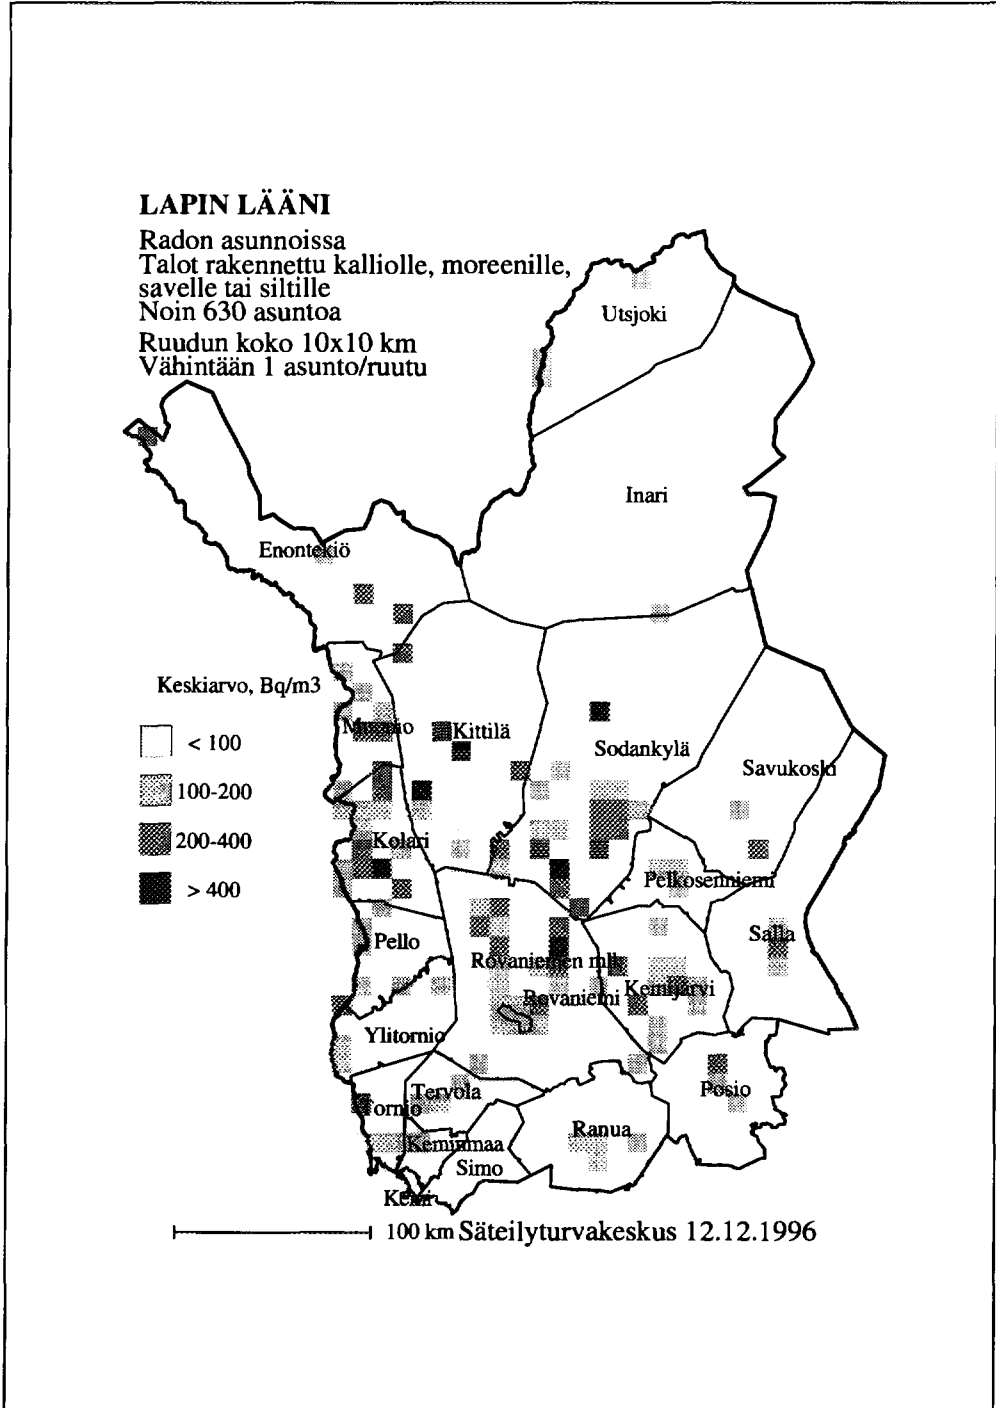 LAPIN LÄÄNI
Radon asunnoissa
Talot rakennettu kalliolle, moreenille,
savelle tai siltille
Noin 630 asuntoa
Ruudun koko 10x10 km
Vähintään 1 asunto/ruutu
Utsjoki
Inari
Enontekiö
Keskiarvo, Bq/m3
< 100
100-200
200-400
> 400
Muonio
Kittilä
Sodankylä
Savukoski
Kolari
Pelkosenniemi
Pello
Salla
Rovaniemen mlk
Kemijärvi
Rovaniemi
Ylitornio
Tervola
Posio
Tornio
Ranua
Keminmaa
Simo
Kemi
100 km Säteilyturvakeskus 12.12.1996